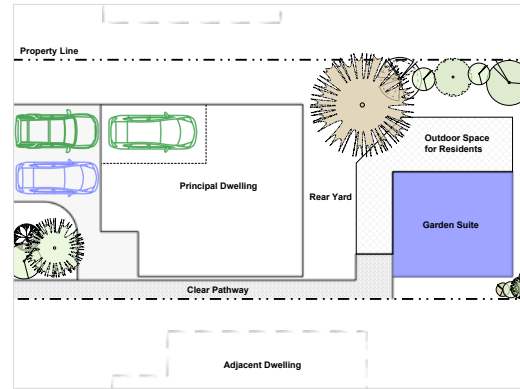 Property Line
Outdoor Space
for Residents
Principal Dwelling
Rear Yard
Garden Suite
Clear Pathway
Adjacent Dwelling